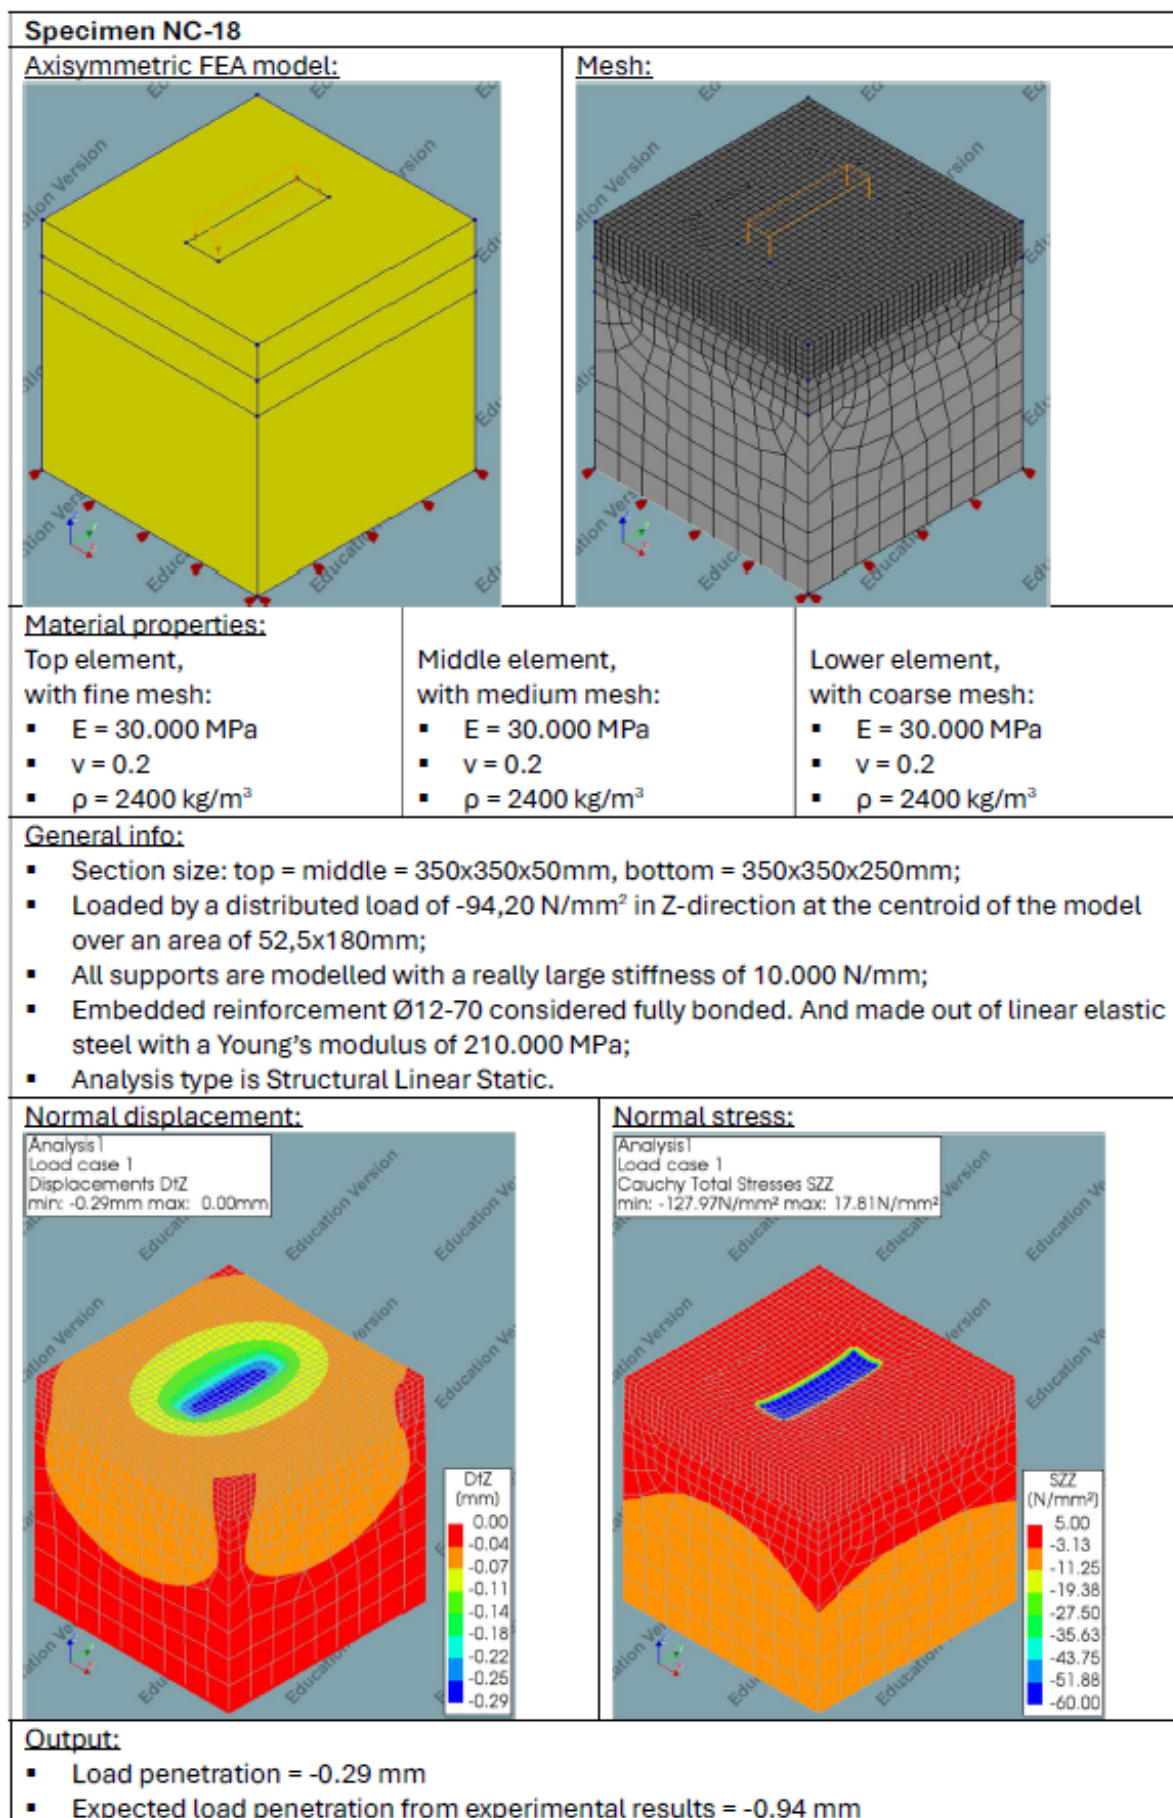 Specimen NC-18
Axisymmetric FEA model:
Mesh:
Education Version
Material properties:
Top element,
with fine mesh:
▪ E = 30.000 MPa
▪ v = 0.2
▪ ρ = 2400 kg/m³
Middle element,
with medium mesh:
▪ E = 30.000 MPa
▪ v = 0.2
▪ ρ = 2400 kg/m³
Lower element,
with coarse mesh:
▪ E = 30.000 MPa
▪ v = 0.2
▪ ρ = 2400 kg/m³
General info:
▪ Section size: top = middle = 350x350x50mm, bottom = 350x350x250mm;
▪ Loaded by a distributed load of -94,20 N/mm² in Z-direction at the centroid of the model
over an area of 52,5x180mm;
▪ All supports are modelled with a really large stiffness of 10.000 N/mm;
▪ Embedded reinforcement Ø12-70 considered fully bonded. And made out of linear elastic
steel with a Young's modulus of 210.000 MPa;
▪ Analysis type is Structural Linear Static.
Normal displacement:
Analysis1
Load case 1
Displacements DtZ
min: -0.29mm max: 0.00mm
Education Version
DtZ
(mm)
0.00
-0.04
-0.07
-0.11
-0.14
-0.18
-0.22
-0.25
-0.29
Normal stress:
Analysis1
Load case 1
Cauchy Total Stresses SZZ
min: -127.97N/mm² max: 17.81N/mm²
Education Version
SZZ
(N/mm²)
5.00
-3.13
-11.25
-19.38
-27.50
-35.63
-43.75
-51.88
-60.00
Output:
▪ Load penetration = -0.29 mm
▪ Expected load penetration from experimental results = -0.94 mm